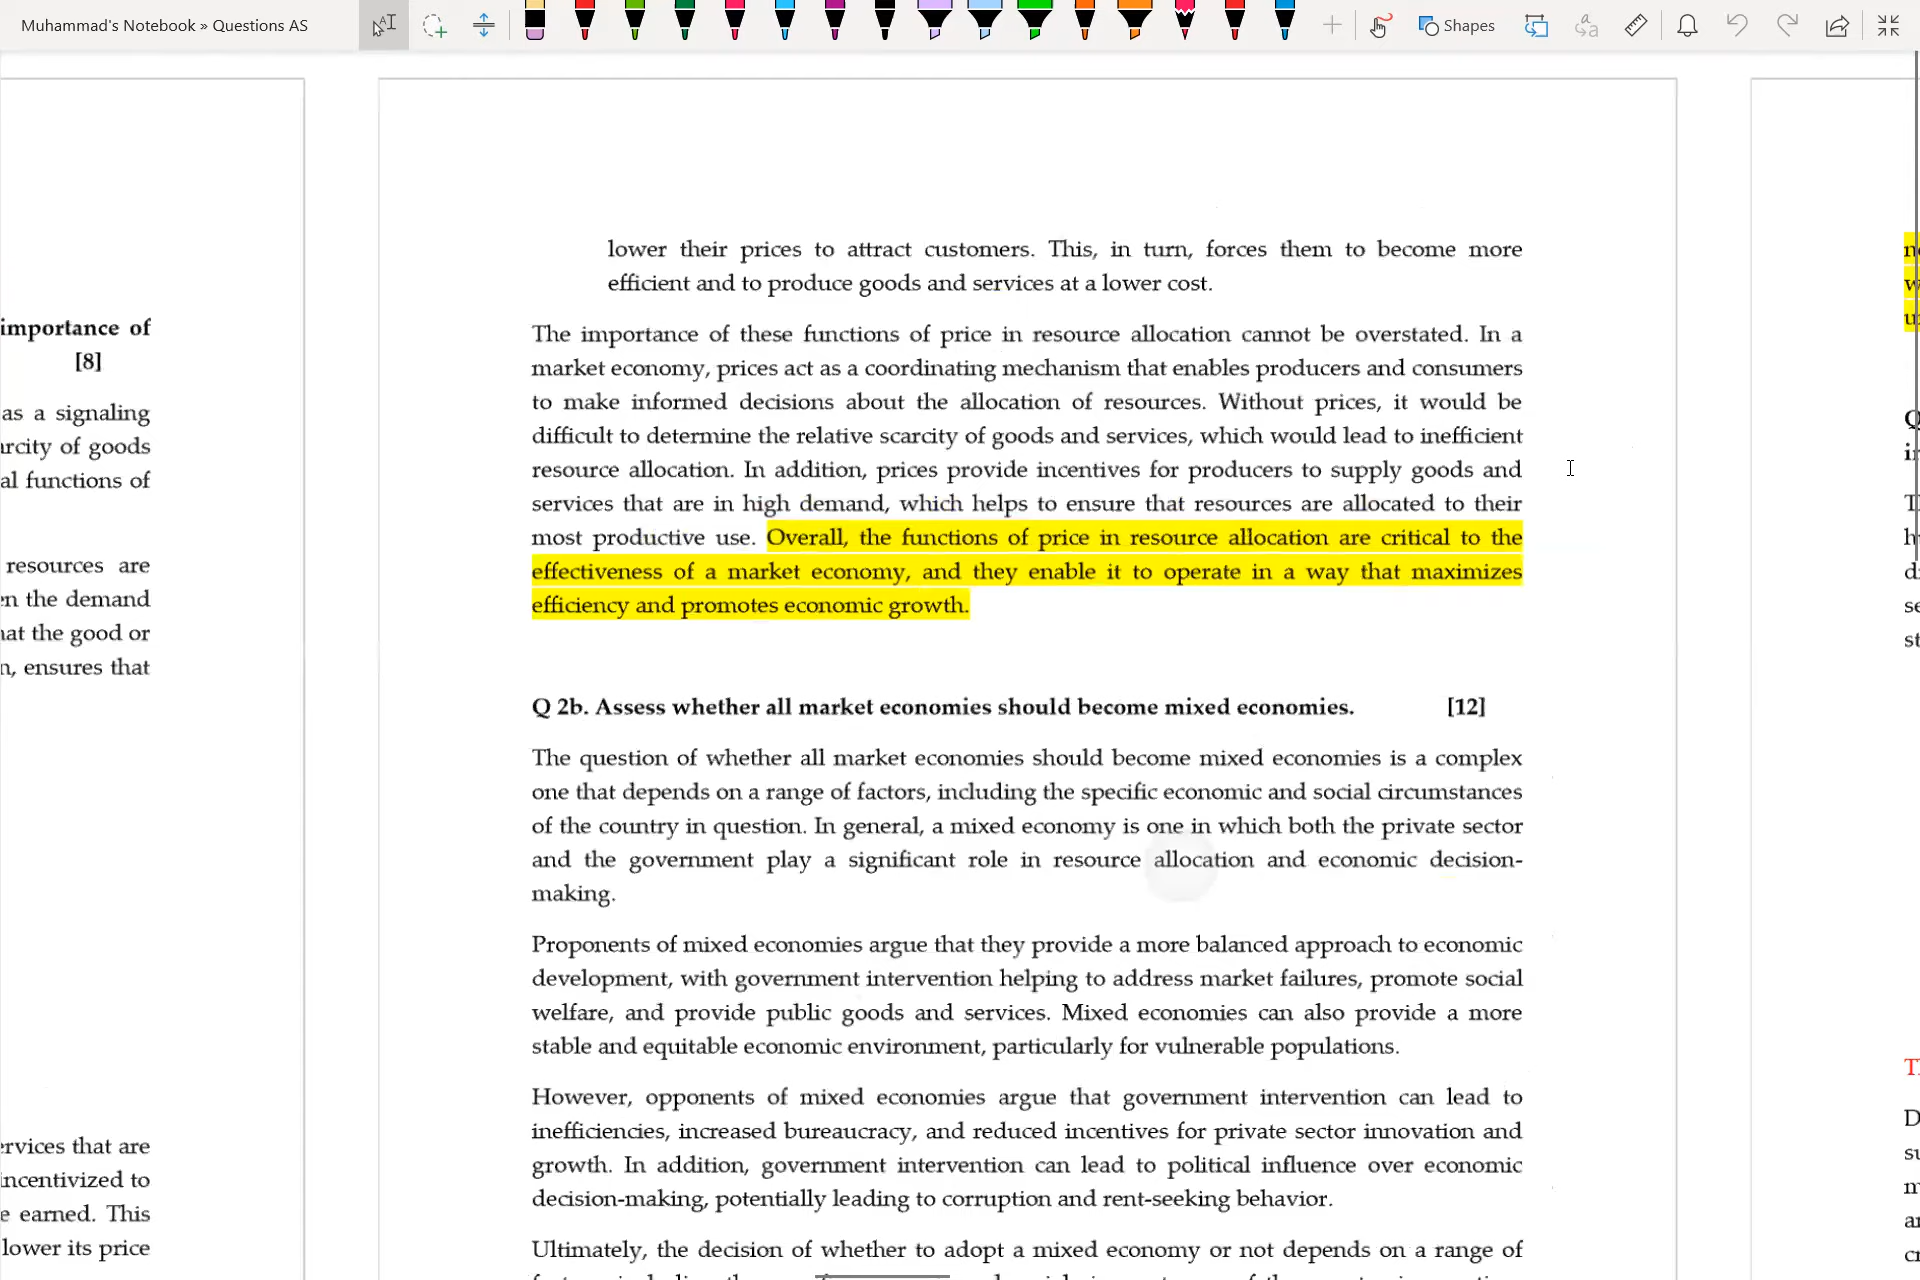 Muhammad's Notebook » Questions AS
Shapes
importance of
[8]
as a signaling
arcity of goods
al functions of
resources are
en the demand
hat the good or
n, ensures that
ervices that are
incentivized to
e earned. This
lower its price
lower their prices to attract customers. This, in turn, forces them to become more
efficient and to produce goods and services at a lower cost.
The importance of these functions of price in resource allocation cannot be overstated. In a
market economy, prices act as a coordinating mechanism that enables producers and consumers
to make informed decisions about the allocation of resources. Without prices, it would be
difficult to determine the relative scarcity of goods and services, which would lead to inefficient
resource allocation. In addition, prices provide incentives for producers to supply goods and
services that are in high demand, which helps to ensure that resources are allocated to their
most productive use. Overall, the functions of price in resource allocation are critical to the
effectiveness of a market economy, and they enable it to operate in a way that maximizes
efficiency and promotes economic growth.
Q 2b. Assess whether all market economies should become mixed economies. [12]
The question of whether all market economies should become mixed economies is a complex
one that depends on a range of factors, including the specific economic and social circumstances
of the country in question. In general, a mixed economy is one in which both the private sector
and the government play a significant role in resource allocation and economic decision-
making.
Proponents of mixed economies argue that they provide a more balanced approach to economic
development, with government intervention helping to address market failures, promote social
welfare, and provide public goods and services. Mixed economies can also provide a more
stable and equitable economic environment, particularly for vulnerable populations.
However, opponents of mixed economies argue that government intervention can lead to
inefficiencies, increased bureaucracy, and reduced incentives for private sector innovation and
growth. In addition, government intervention can lead to political influence over economic
decision-making, potentially leading to corruption and rent-seeking behavior.
Ultimately, the decision of whether to adopt a mixed economy or not depends on a range of